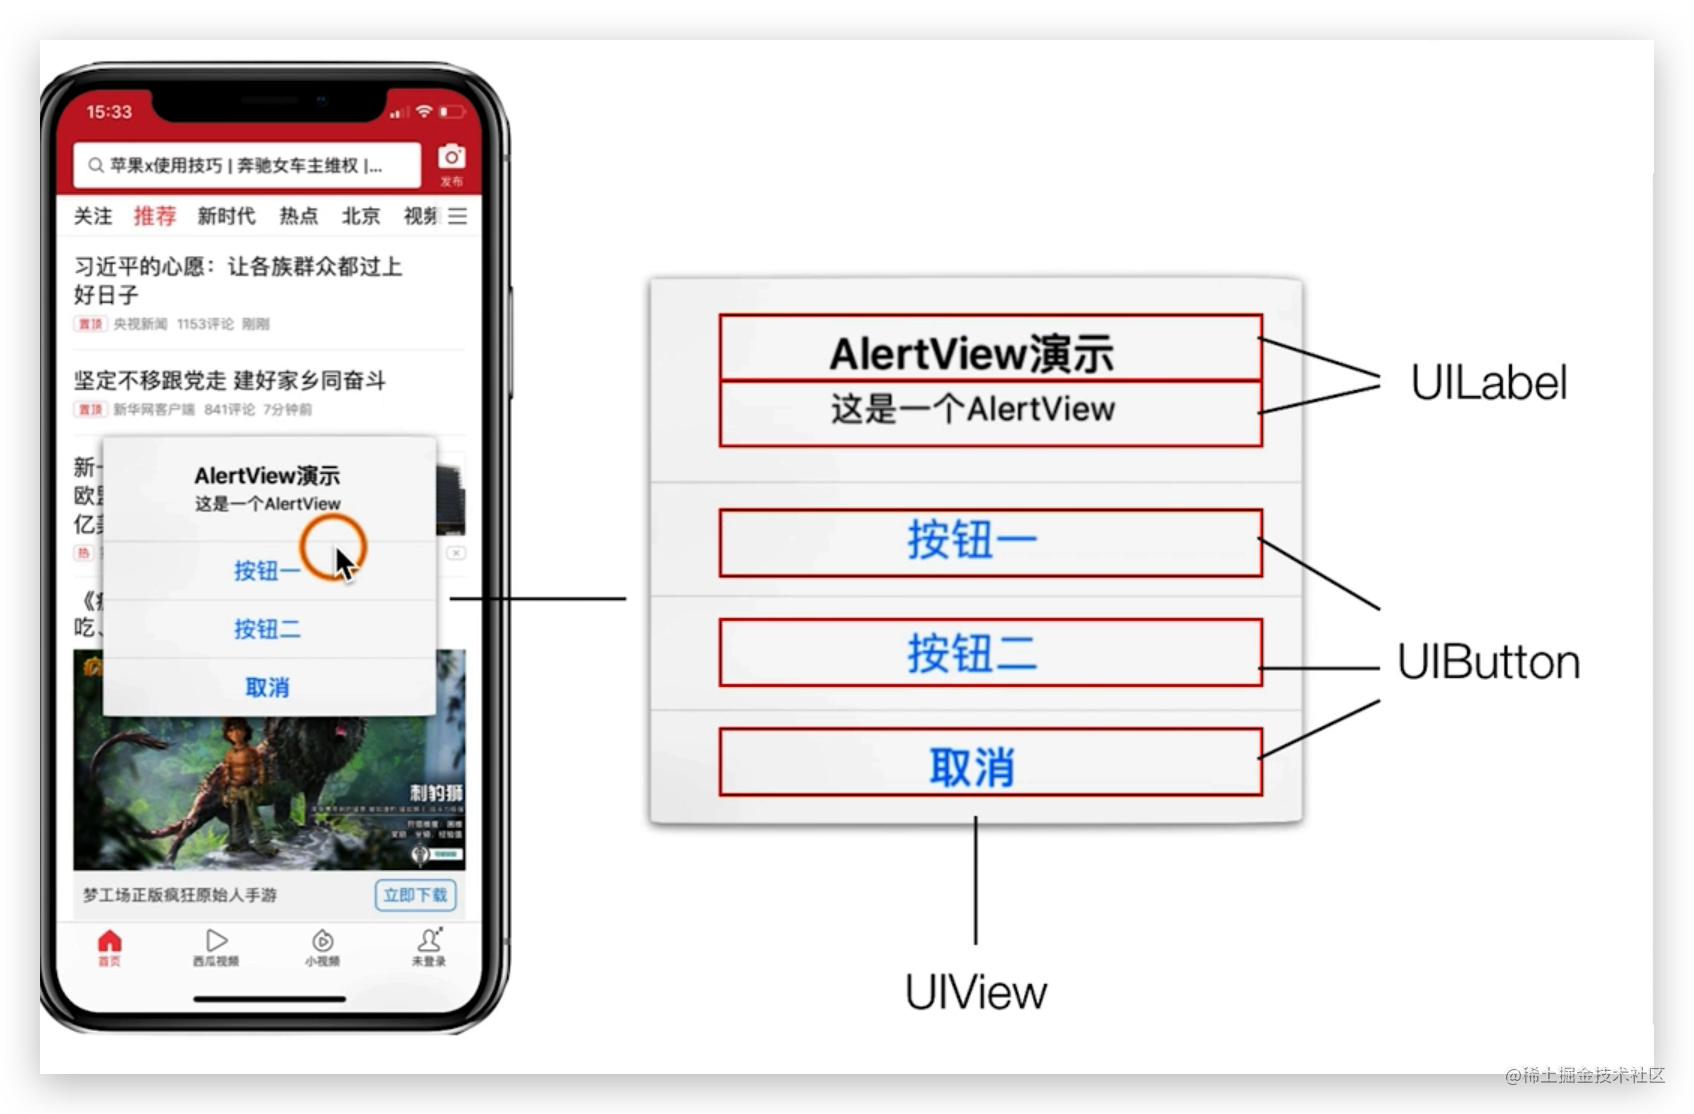 15:33
苹果x使用技巧 | 奔驰女车主维权 |...
发布
关注 推荐 新时代 热点 北京 视频
习近平的心愿：让各族群众都过上
好日子
置顶 央视新闻 1153评论 刚刚
坚定不移跟党走 建好家乡同奋斗
置顶 新华网客户端 841评论 7分钟前
新一
欧盟
亿美
热
AlertView演示
这是一个AlertView
按钮一
按钮二
取消
吃、
刺豹狮
梦工场正版疯狂原始人手游
立即下载
首页 西瓜视频 小视频 未登录
AlertView演示
这是一个AlertView
按钮一
按钮二
取消
UILabel
UIButton
UIView
@稀土掘金技术社区